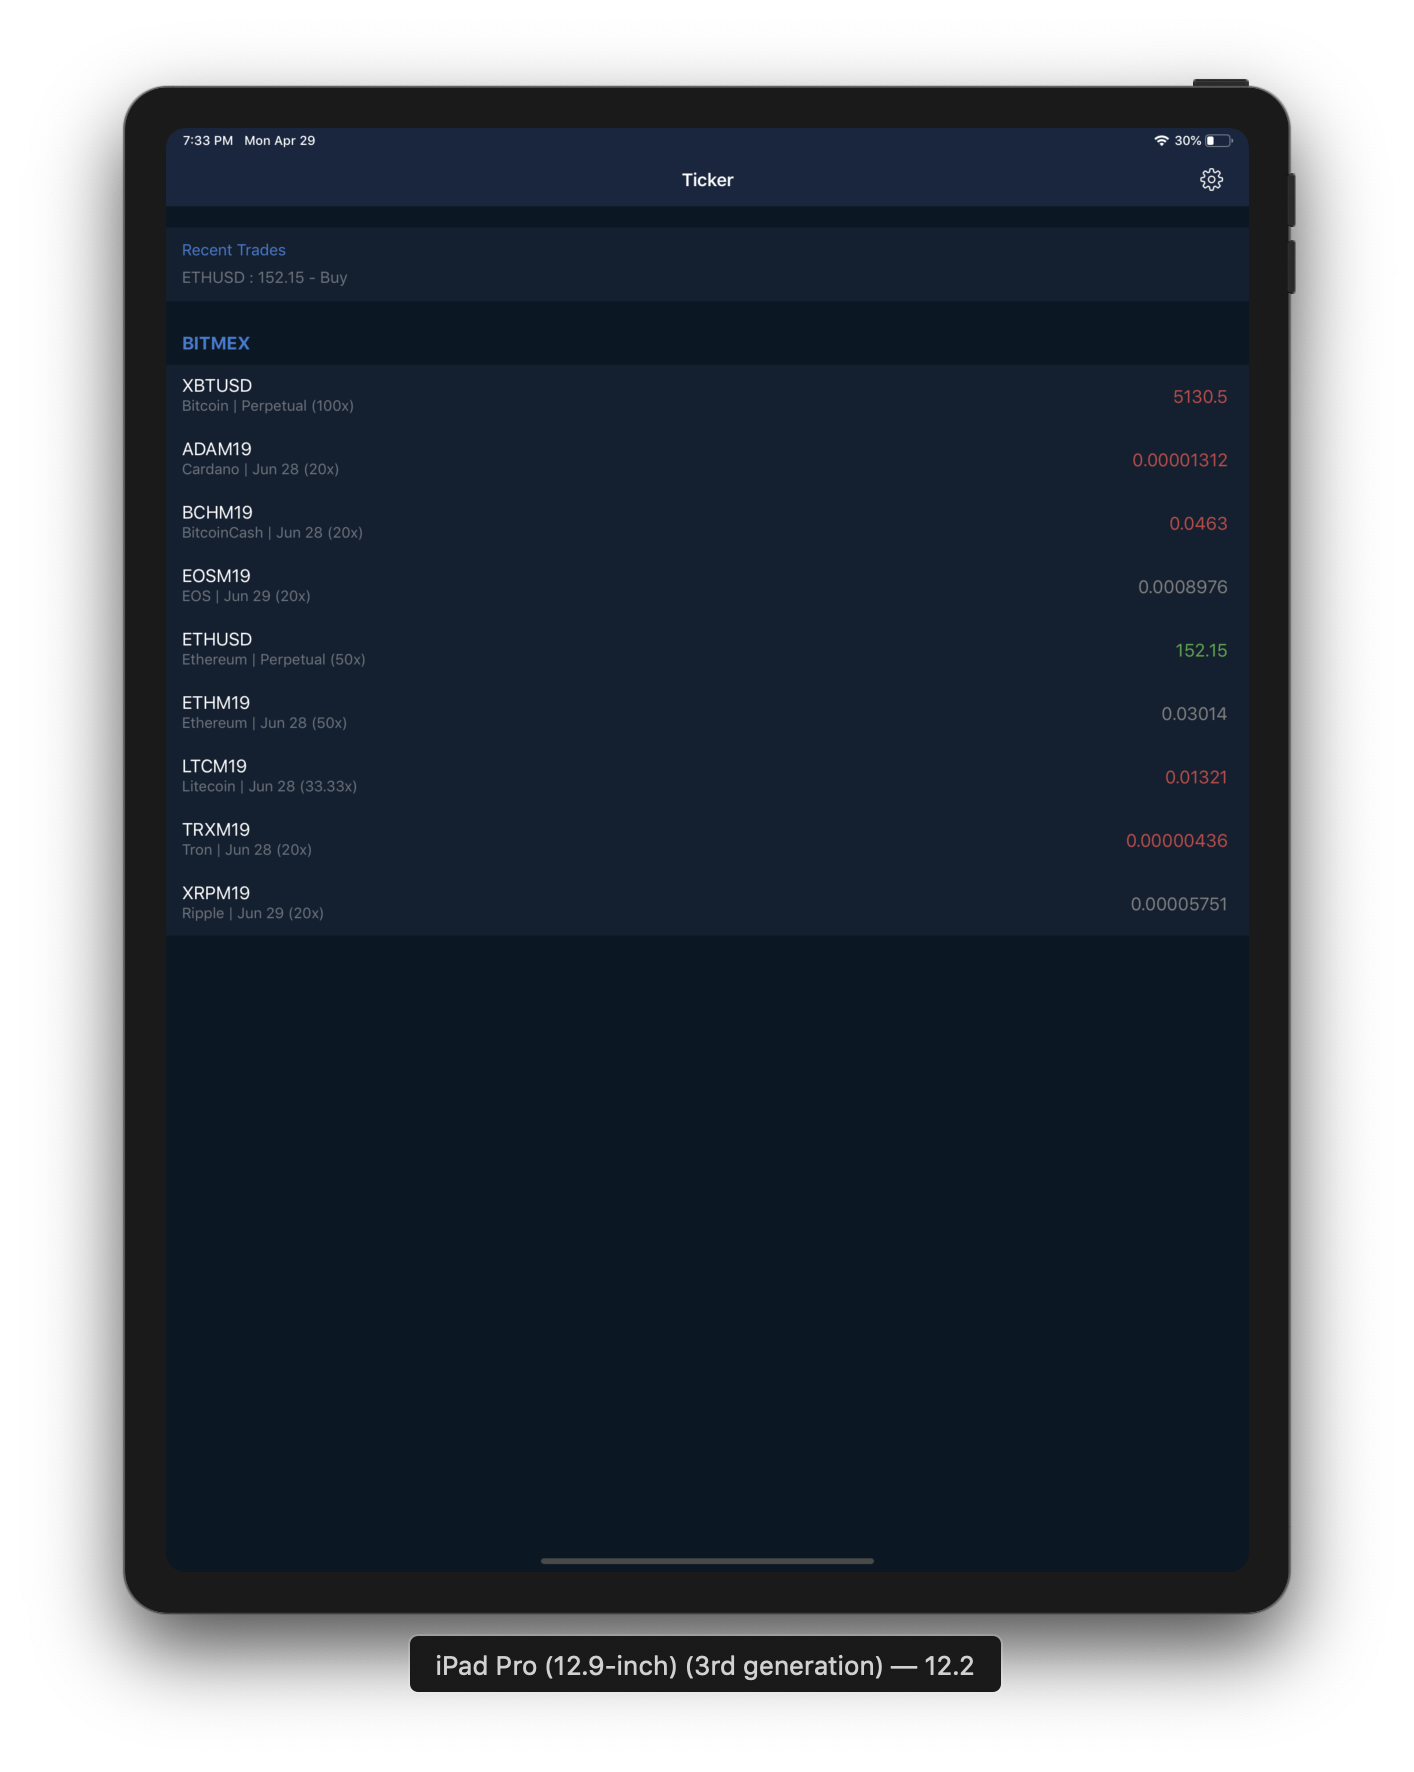 7:33 PM Mon Apr 29 30%
Ticker
Recent Trades
ETHUSD : 152.15 - Buy
BITMEX
XBTUSD
Bitcoin | Perpetual (100x)
5130.5
ADAM19
Cardano | Jun 28 (20x)
0.00001312
BCHM19
BitcoinCash | Jun 28 (20x)
0.0463
EOSM19
EOS | Jun 29 (20x)
0.0008976
ETHUSD
Ethereum | Perpetual (50x)
152.15
ETHM19
Ethereum | Jun 28 (50x)
0.03014
LTCM19
Litecoin | Jun 28 (33.33x)
0.01321
TRXM19
Tron | Jun 28 (20x)
0.00000436
XRPM19
Ripple | Jun 29 (20x)
0.00005751
iPad Pro (12.9-inch) (3rd generation) — 12.2